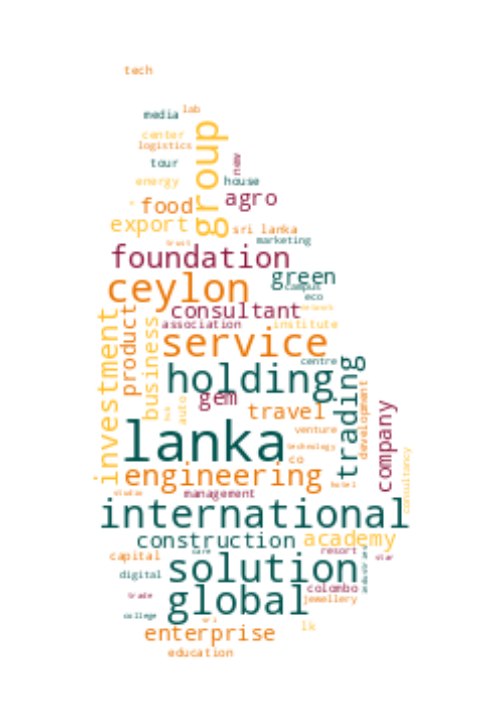 tech
media
lab
center
logistics
tour
new
energy
house
group
food
agro
export
sri lanka
marketing
trust
foundation
green
campus
ceylon
eco
consultant
product
association
institute
business
service
investment
centre
holding
trading
gem
auto
development
travel
company
venture
lanka
technology
co
consultancy
engineering
hotel
studio
management
international
construction
academy
care
resort
capital
star
solution
digital
industries
colombo
trade
global
jewellery
college
sri
lk
enterprise
education